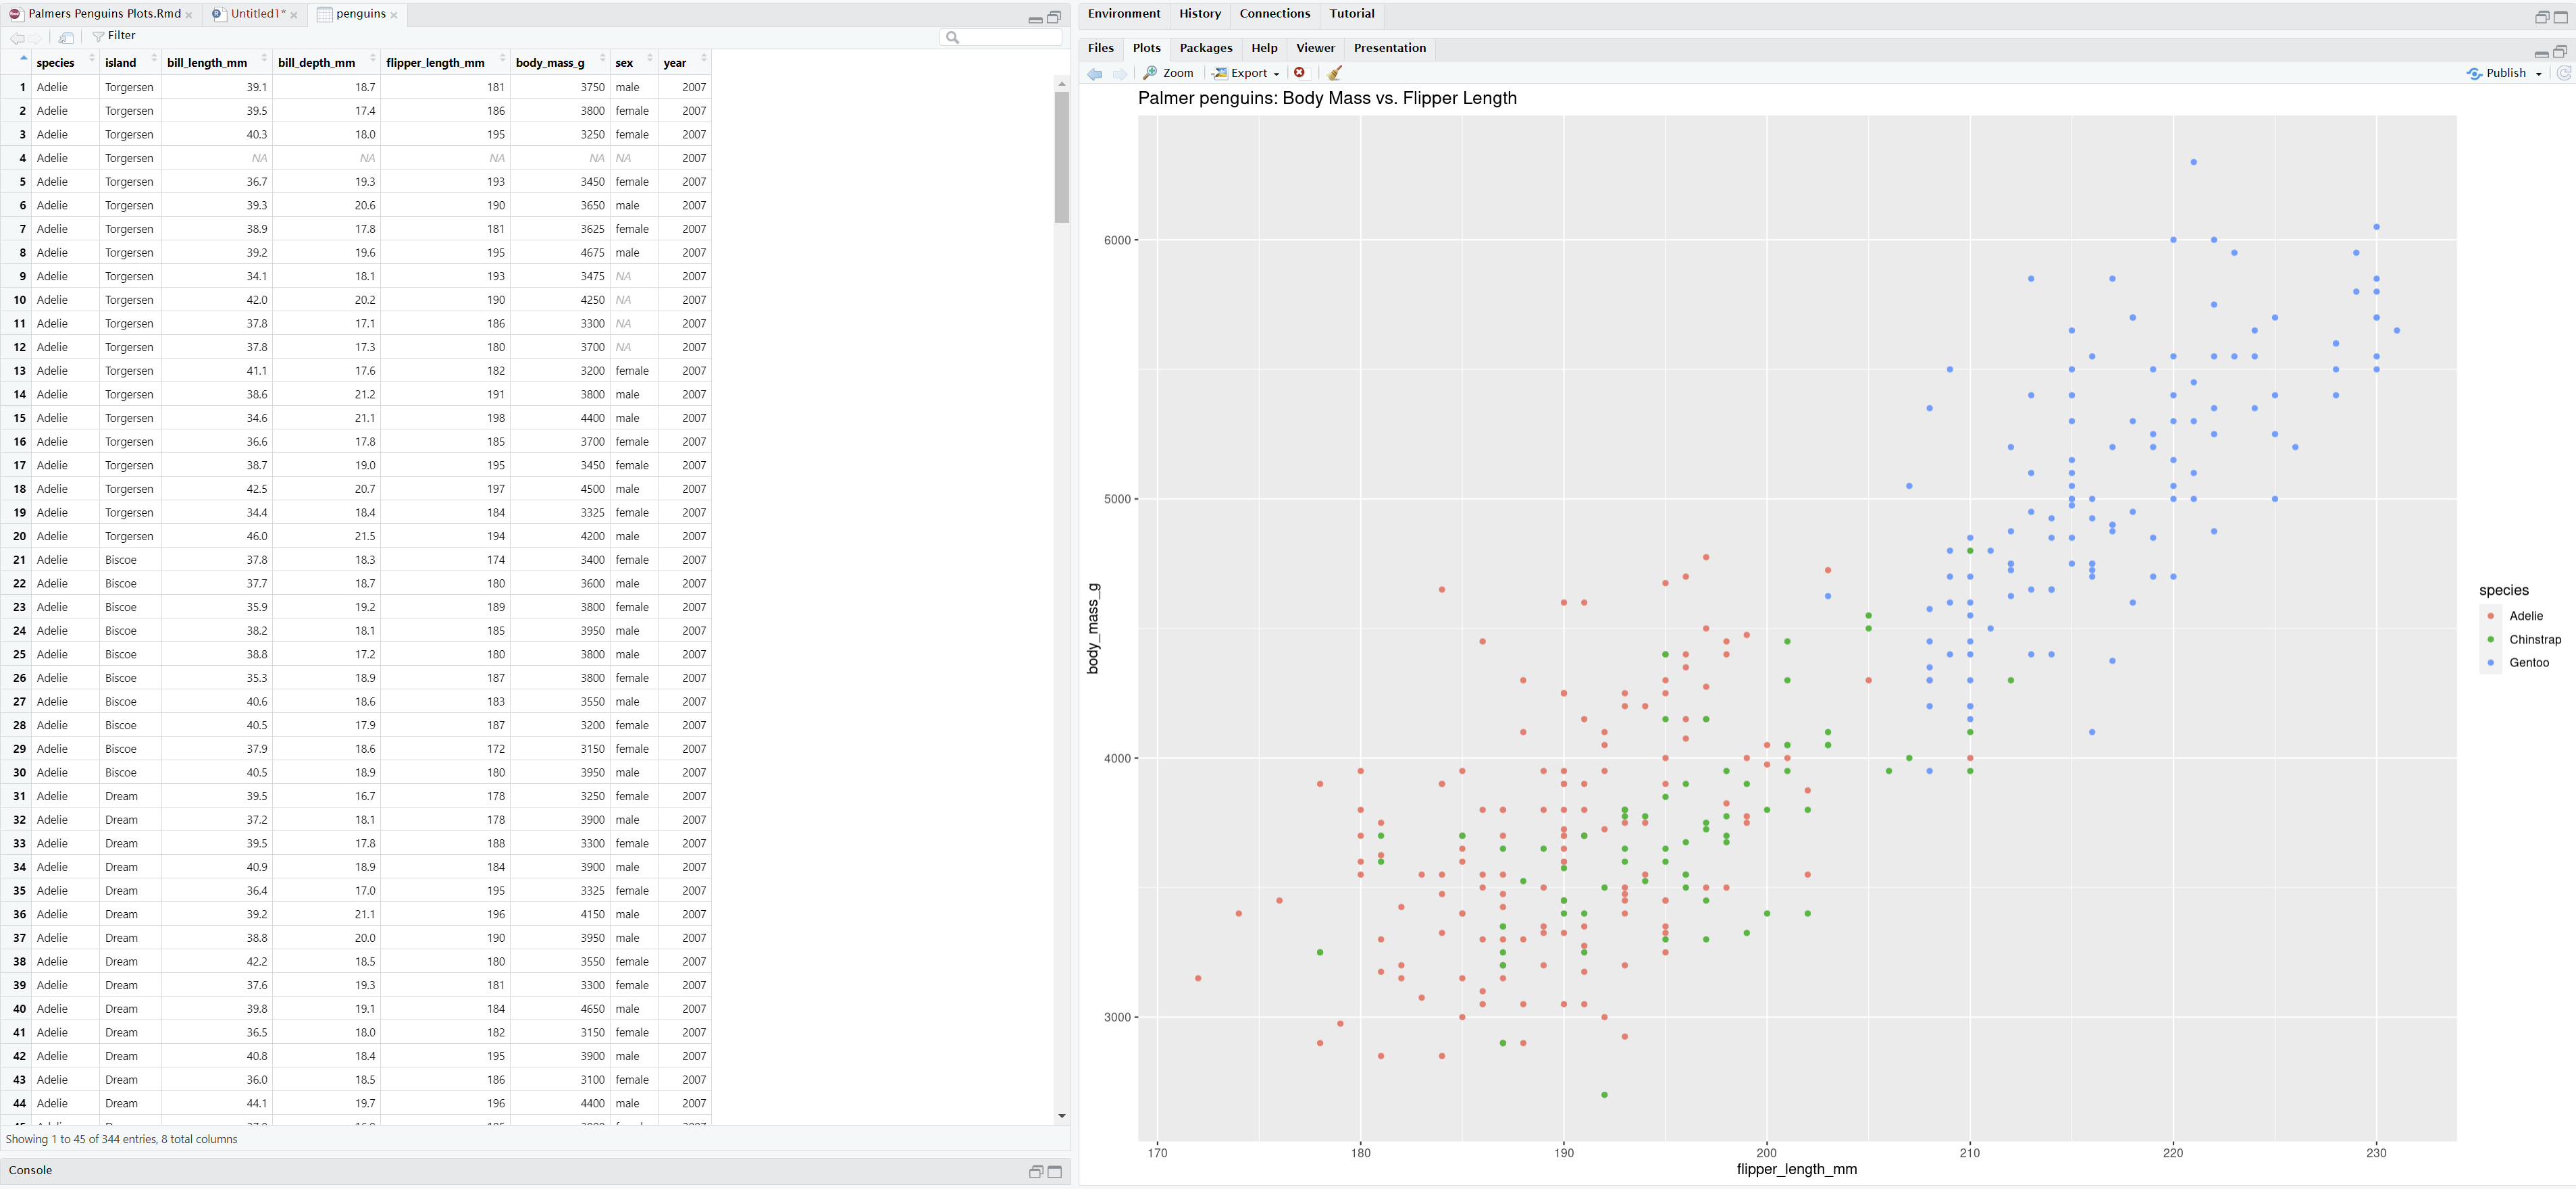 Palmers Penguins Plots.Rmd Untitled1* penguins
Filter
species island bill_length_mm bill_depth_mm flipper_length_mm body_mass_g sex year
1 Adelie Torgersen 39.1 18.7 181 3750 male 2007
2 Adelie Torgersen 39.5 17.4 186 3800 female 2007
3 Adelie Torgersen 40.3 18.0 195 3250 female 2007
4 Adelie Torgersen NA NA NA NA NA 2007
5 Adelie Torgersen 36.7 19.3 193 3450 female 2007
6 Adelie Torgersen 39.3 20.6 190 3650 male 2007
7 Adelie Torgersen 38.9 17.8 181 3625 female 2007
8 Adelie Torgersen 39.2 19.6 195 4675 male 2007
9 Adelie Torgersen 34.1 18.1 193 3475 NA 2007
10 Adelie Torgersen 42.0 20.2 190 4250 NA 2007
11 Adelie Torgersen 37.8 17.1 186 3300 NA 2007
12 Adelie Torgersen 37.8 17.3 180 3700 NA 2007
13 Adelie Torgersen 41.1 17.6 182 3200 female 2007
14 Adelie Torgersen 38.6 21.2 191 3800 male 2007
15 Adelie Torgersen 34.6 21.1 198 4400 male 2007
16 Adelie Torgersen 36.6 17.8 185 3700 female 2007
17 Adelie Torgersen 38.7 19.0 195 3450 female 2007
18 Adelie Torgersen 42.5 20.7 197 4500 male 2007
19 Adelie Torgersen 34.4 18.4 184 3325 female 2007
20 Adelie Torgersen 46.0 21.5 194 4200 male 2007
21 Adelie Biscoe 37.8 18.3 174 3400 female 2007
22 Adelie Biscoe 37.7 18.7 180 3600 male 2007
23 Adelie Biscoe 35.9 19.2 189 3800 female 2007
24 Adelie Biscoe 38.2 18.1 185 3950 male 2007
25 Adelie Biscoe 38.8 17.2 180 3800 male 2007
26 Adelie Biscoe 35.3 18.9 187 3800 female 2007
27 Adelie Biscoe 40.6 18.6 183 3550 male 2007
28 Adelie Biscoe 40.5 17.9 187 3200 female 2007
29 Adelie Biscoe 37.9 18.6 172 3150 female 2007
30 Adelie Biscoe 40.5 18.9 180 3950 male 2007
31 Adelie Dream 39.5 16.7 178 3250 female 2007
32 Adelie Dream 37.2 18.1 178 3900 male 2007
33 Adelie Dream 39.5 17.8 188 3300 female 2007
34 Adelie Dream 40.9 18.9 184 3900 male 2007
35 Adelie Dream 36.4 17.0 195 3325 female 2007
36 Adelie Dream 39.2 21.1 196 4150 male 2007
37 Adelie Dream 38.8 20.0 190 3950 male 2007
38 Adelie Dream 42.2 18.5 180 3550 female 2007
39 Adelie Dream 37.6 19.3 181 3300 female 2007
40 Adelie Dream 39.8 19.1 184 4650 male 2007
41 Adelie Dream 36.5 18.0 182 3150 female 2007
42 Adelie Dream 40.8 18.4 195 3900 male 2007
43 Adelie Dream 36.0 18.5 186 3100 female 2007
44 Adelie Dream 44.1 19.7 196 4400 male 2007
Showing 1 to 45 of 344 entries, 8 total columns
Console
Environment History Connections Tutorial
Files Plots Packages Help Viewer Presentation
Zoom Export Publish
Palmer penguins: Body Mass vs. Flipper Length
6000
5000
4000
3000
body_mass_g
170 180 190 200 210 220 230
flipper_length_mm
species
Adelie
Chinstrap
Gentoo